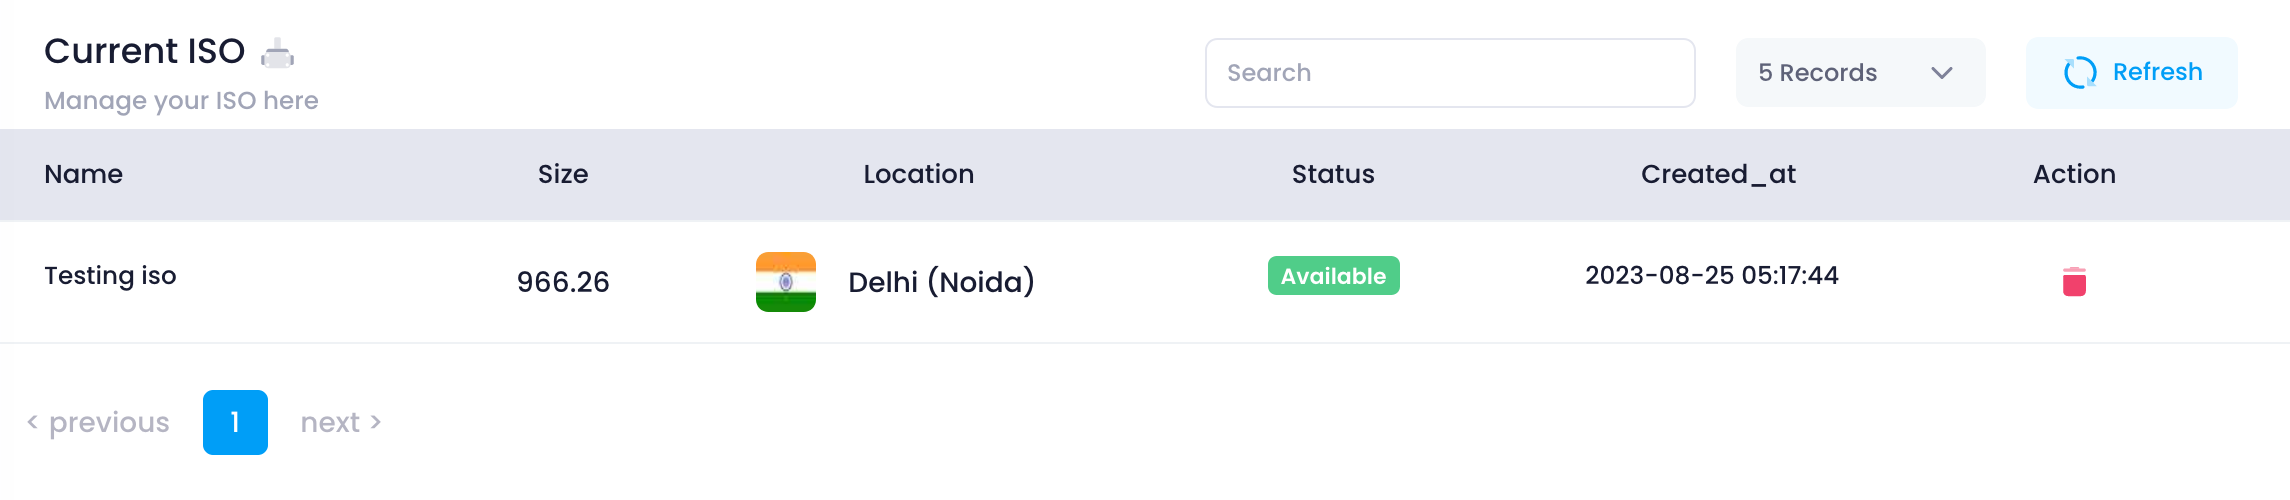 Current ISO
Manage your ISO here
Search
5 Records
Refresh
Name Size Location Status Created_at Action
Testing iso 966.26 Delhi (Noida) Available 2023-08-25 05:17:44
< previous 1 next >